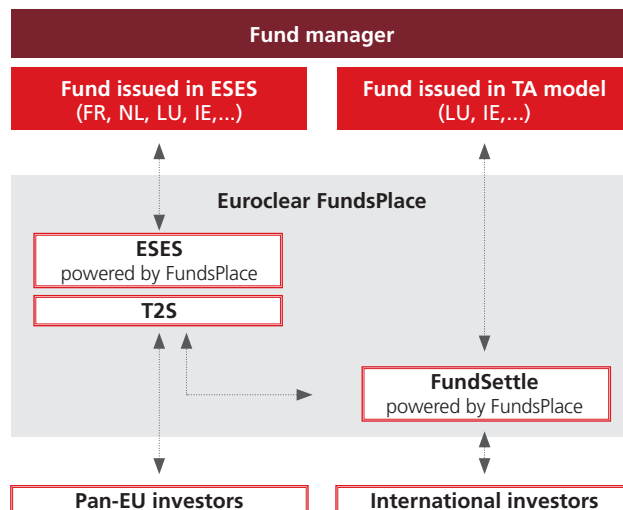 Fund manager
Fund issued in ESES
(FR, NL, LU, IE,...)
Fund issued in TA model
(LU, IE,...)
Euroclear FundsPlace
ESES
powered by FundsPlace
T2S
FundSettle
powered by FundsPlace
Pan-EU investors
International investors